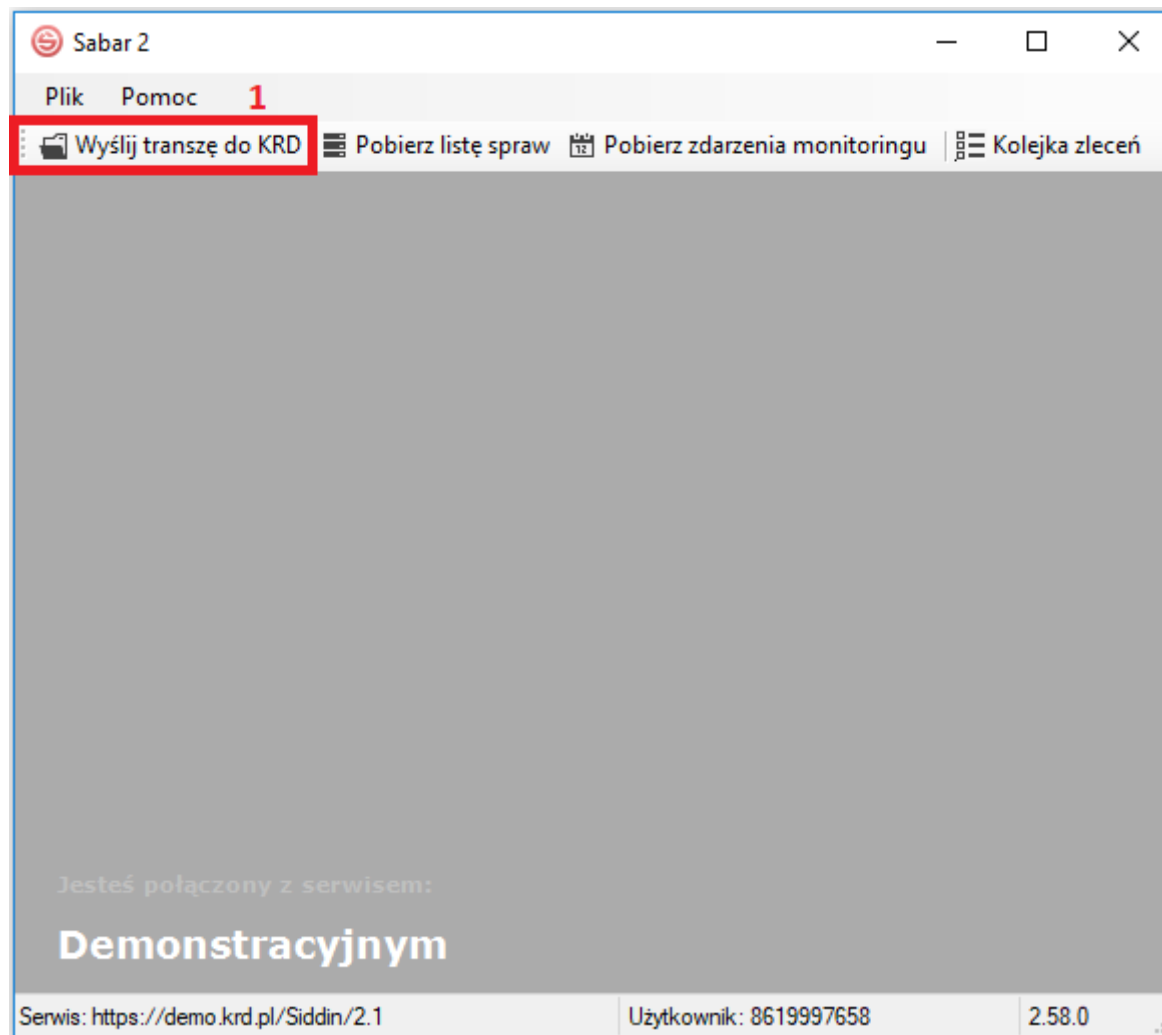 Sabar 2
Plik Pomoc 1
Wyślij transzę do KRD Pobierz listę spraw 12 Pobierz zdarzenia monitoringu Kolejka zleceń
Jesteś połączony z serwisem:
Demonstracyjnym
Serwis: https://demo.krd.pl/Siddin/2.1 Użytkownik: 8619997658 2.58.0